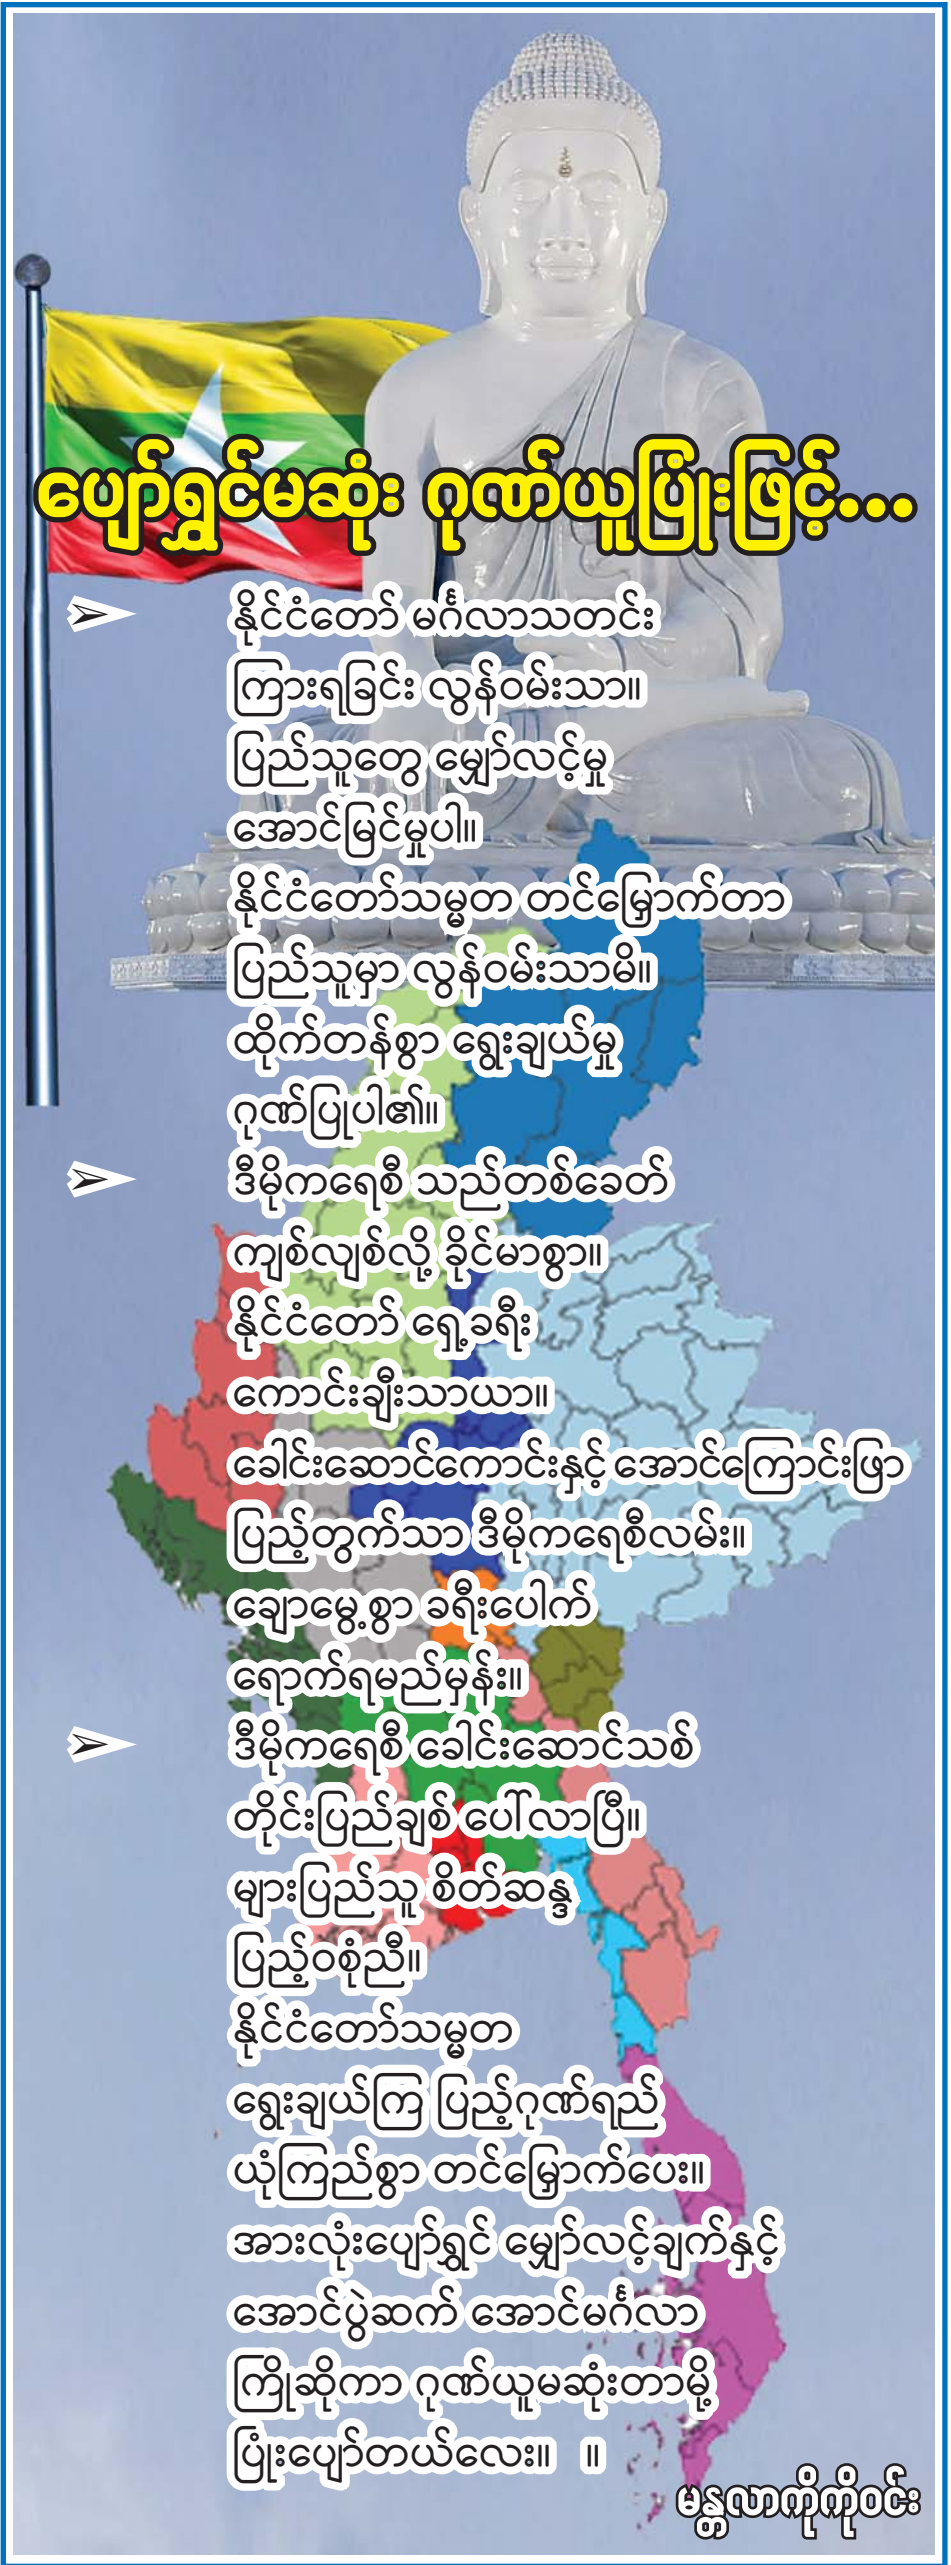 ပျော်ရွှင်မဆုံး ဂုဏ်ယူပြုံးဖြင့်...
➢ နိုင်ငံတော် မင်္ဂလာသတင်း
ကြားရခြင်း လွန်ဝမ်းသာ။
ပြည်သူတွေ မျှော်လင့်မှု
အောင်မြင်မှုပါ။
နိုင်ငံတော်သမ္မတ တင်မြှောက်တာ
ပြည်သူမှာ လွန်ဝမ်းသာမိ။
ထိုက်တန်စွာ ရွေးချယ်မှု
ဂုဏ်ပြုပါ၏။
➢ ဒီမိုကရေစီ သည်တစ်ခေတ်
ကျစ်လျစ်လို့ ခိုင်မာစွာ။
နိုင်ငံတော် ရှေ့ခရီး
ကောင်းချီးသာယာ။
ခေါင်းဆောင်ကောင်းနှင့် အောင်ကြောင်းဖြာ
ပြည့်တွက်သာ ဒီမိုကရေစီလမ်း။
ချောမွေ့စွာ ခရီးပေါက်
ရောက်ရမည်မှန်း။
➢ ဒီမိုကရေစီ ခေါင်းဆောင်သစ်
တိုင်းပြည်ချစ် ပေါ်လာပြီ။
များပြည်သူ စိတ်ဆန္ဒ
ပြည့်ဝစုံညီ။
နိုင်ငံတော်သမ္မတ
ရွေးချယ်ကြ ပြည့်ဂုဏ်ရည်
ယုံကြည်စွာ တင်မြှောက်ပေး။
အားလုံးပျော်ရွှင် မျှော်လင့်ချက်နှင့်
အောင်ပွဲဆက် အောင်မင်္ဂလာ
ကြိုဆိုကာ ဂုဏ်ယူမဆုံးတာမို့
ပြုံးပျော်တယ်လေး။ ။
မန္တလာကိုကိုဝင်း